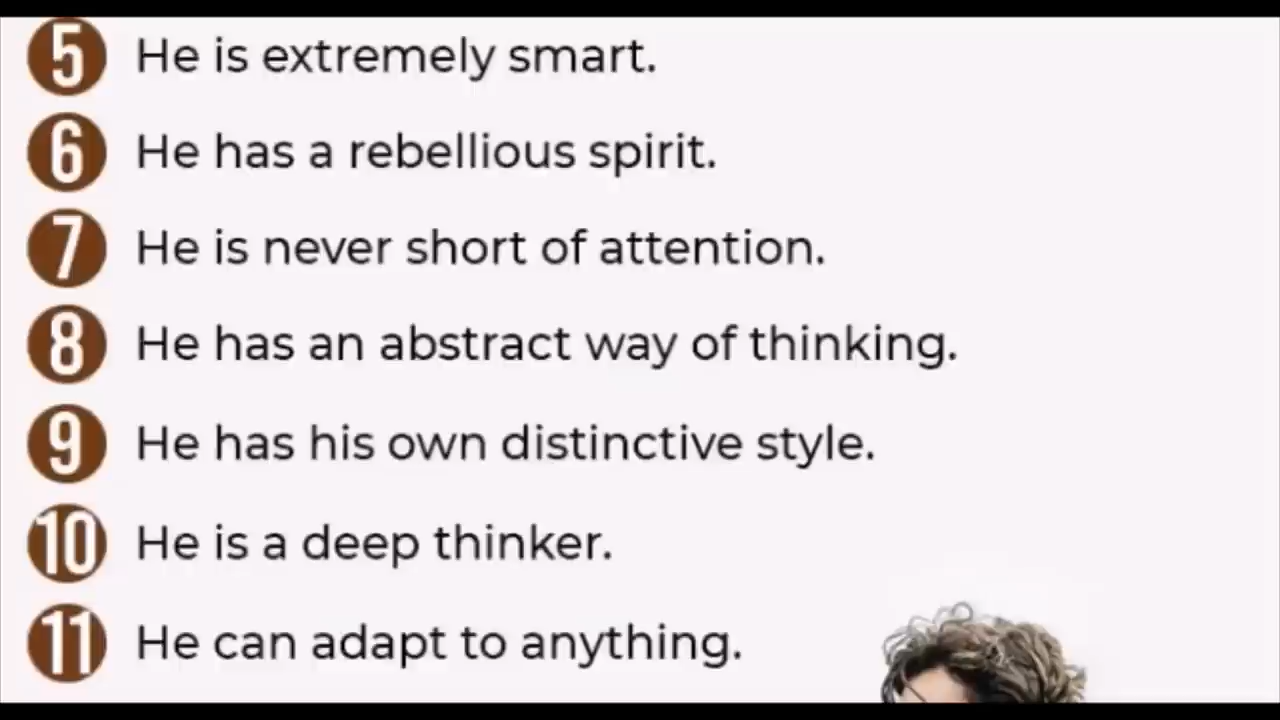 5 He is extremely smart.
6 He has a rebellious spirit.
7 He is never short of attention.
8 He has an abstract way of thinking.
9 He has his own distinctive style.
10 He is a deep thinker.
11 He can adapt to anything.